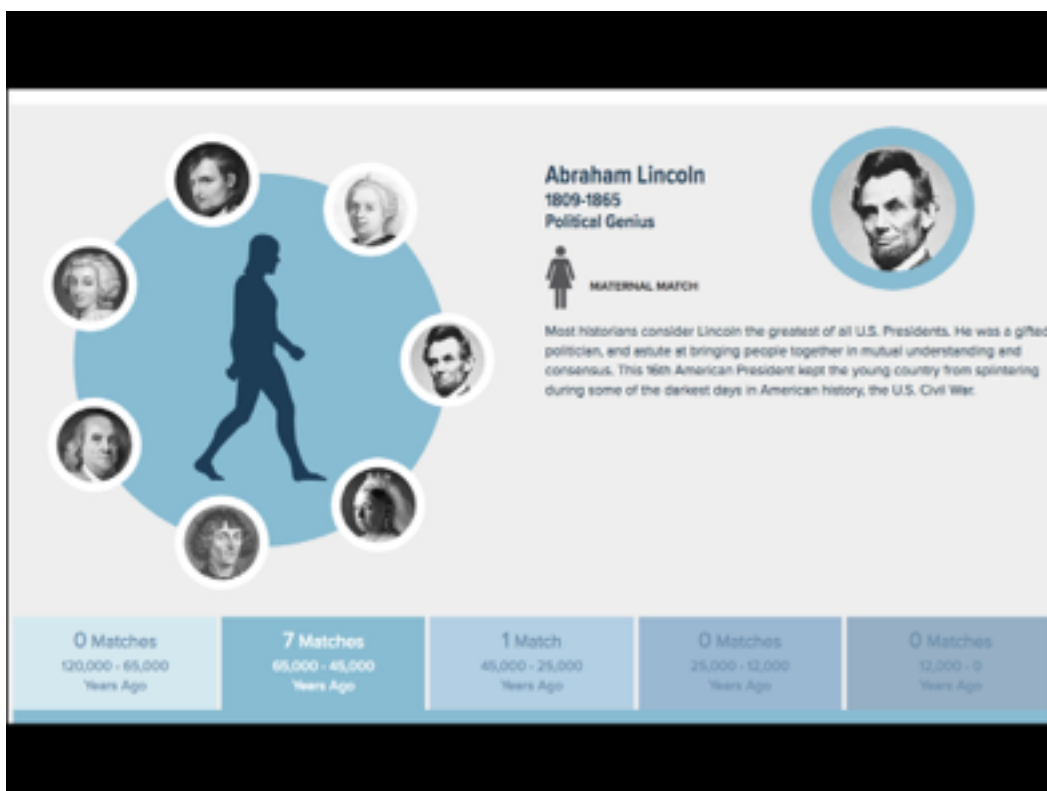 Abraham Lincoln
1809-1865
Political Genius
MATERNAL MATCH
Most historians consider Lincoln the greatest of all U.S. Presidents. He was a gifted
politician, and astute at bringing people together in mutual understanding and
consensus. This 16th American President kept the young country from splintering
during some of the darkest days in American history, the U.S. Civil War.
0 Matches
120,000 - 65,000
Years Ago
7 Matches
65,000 - 45,000
Years Ago
1 Match
45,000 - 25,000
Years Ago
0 Matches
25,000 - 12,000
Years Ago
0 Matches
12,000 - 0
Years Ago